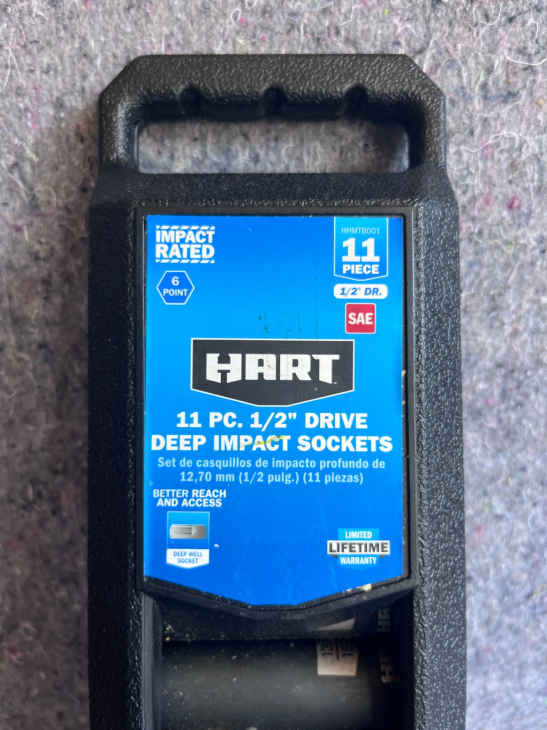 IMPACT
RATED
HHMTB001
11
PIECE
6
POINT
1/2" DR.
SAE
HART
11 PC. 1/2" DRIVE
DEEP IMPACT SOCKETS
Set de casquillos de impacto profundo de
12,70 mm (1/2 pulg.) (11 piezas)
BETTER REACH
AND ACCESS
DEEP WELL
SOCKET
LIMITED
LIFETIME
WARRANTY